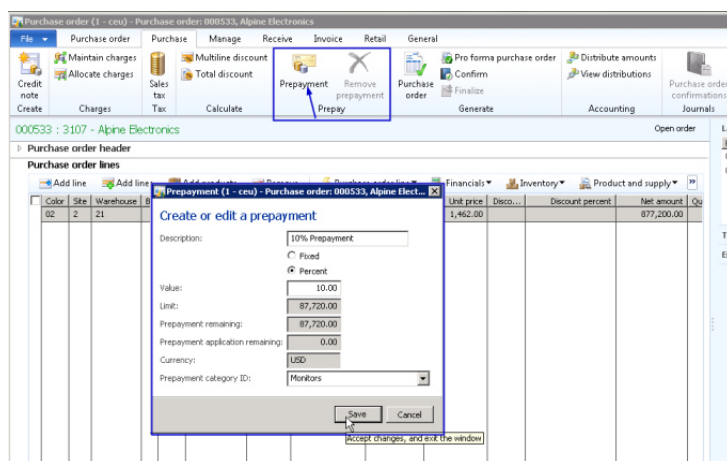 Purchase order (1 - ceu) - Purchase order: 000533, Alpine Electronics
File Purchase order Purchase Manage Receive Invoice Retail General
Credit note
Maintain charges
Allocate charges
Sales tax
Multiline discount
Total discount
Prepayment
Remove prepayment
Purchase order
Pro forma purchase order
Confirm
Finalize
Distribute amounts
View distributions
Purchase order confirmations
Create Charges Tax Calculate Prepay Generate Accounting Journals
000533 : 3107 - Alpine Electronics Open order
Purchase order header
Purchase order lines
Add line Add line Financials Inventory Product and supply
Color Site Warehouse Unit price Disco... Discount percent Net amount Qu
02 2 21 1,462.00 877,200.00
Prepayment (1 - ceu) - Purchase order: 000533, Alpine Elect...
Create or edit a prepayment
Description: 10% Prepayment
Fixed
Percent
Value: 10.00
Limit: 87,720.00
Prepayment remaining: 87,720.00
Prepayment application remaining: 0.00
Currency: USD
Prepayment category ID: Monitors
Save Cancel
Accept changes, and exit the window